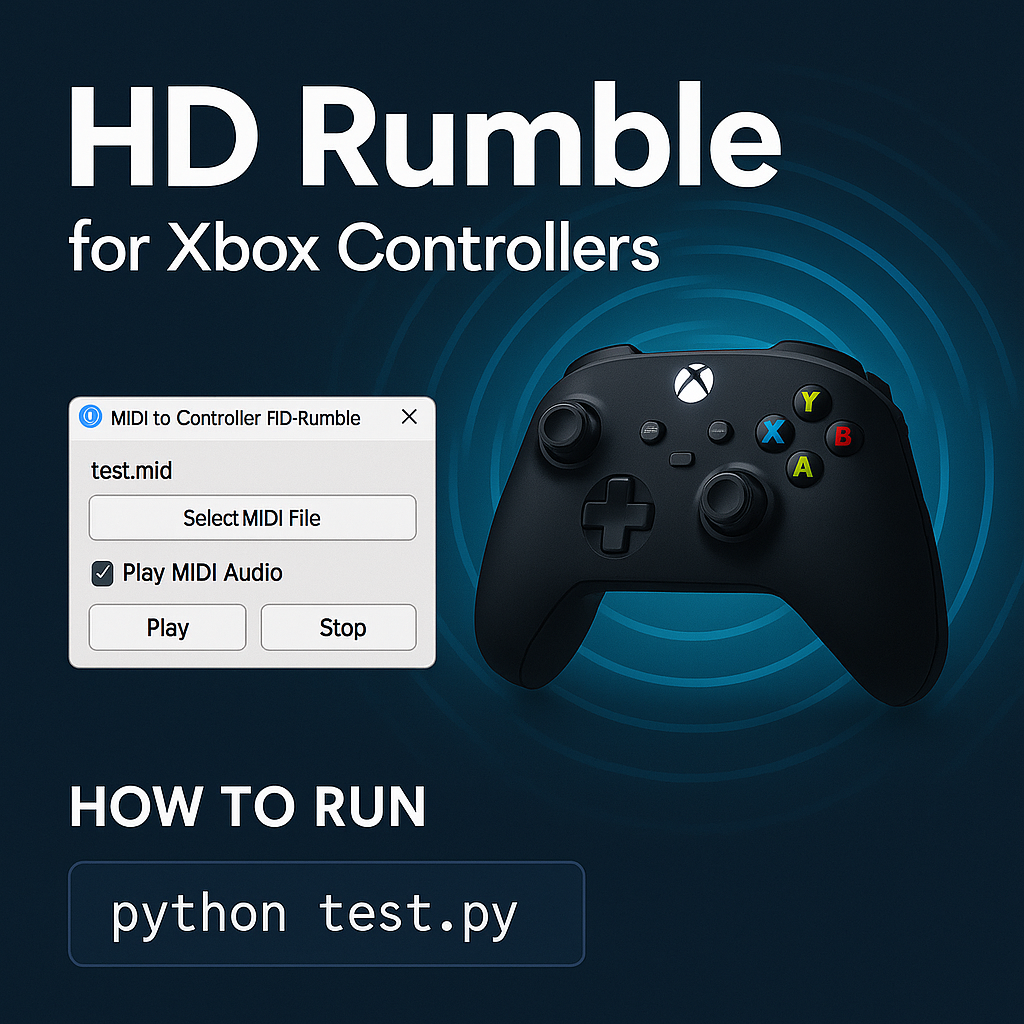 HD Rumble
for Xbox Controllers
MIDI to Controller FID-Rumble
test.mid
Select MIDI File
Play MIDI Audio
Play
Stop
Y
X
B
A
HOW TO RUN
python test.py